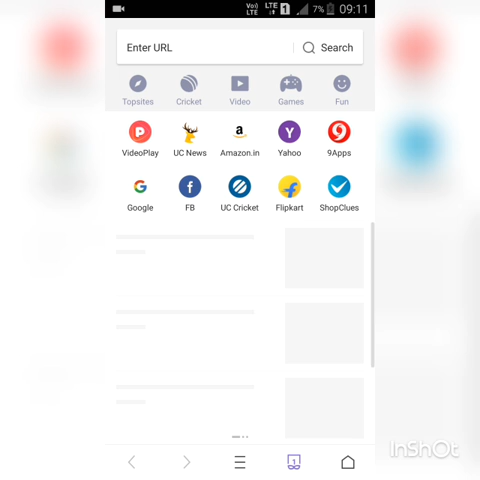 Vo)) LTE LTE 1 7% 09:11
Enter URL Search
Topsites Cricket Video Games Fun
VideoPlay UC News Amazon.in Yahoo 9Apps
Google FB UC Cricket Flipkart ShopClues
1
InShOt